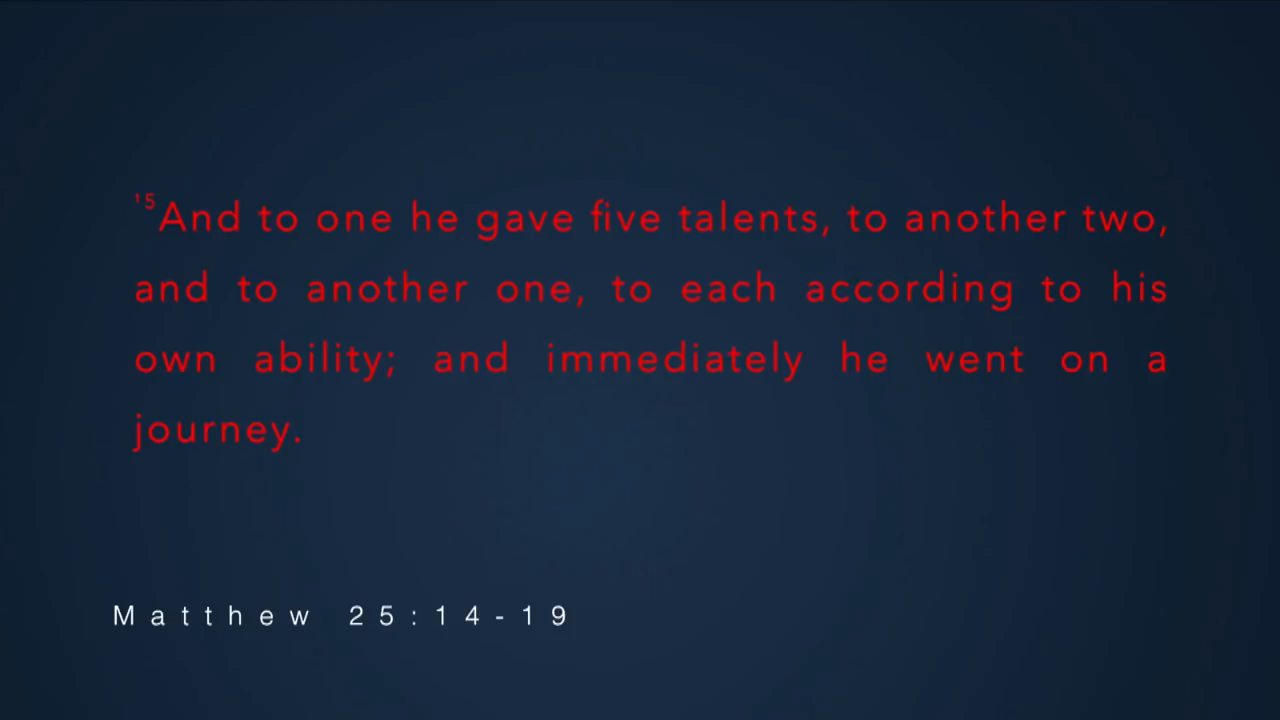 15And to one he gave five talents, to another two,
and to another one, to each according to his
own ability; and immediately he went on a
journey.
Matthew 25:14-19